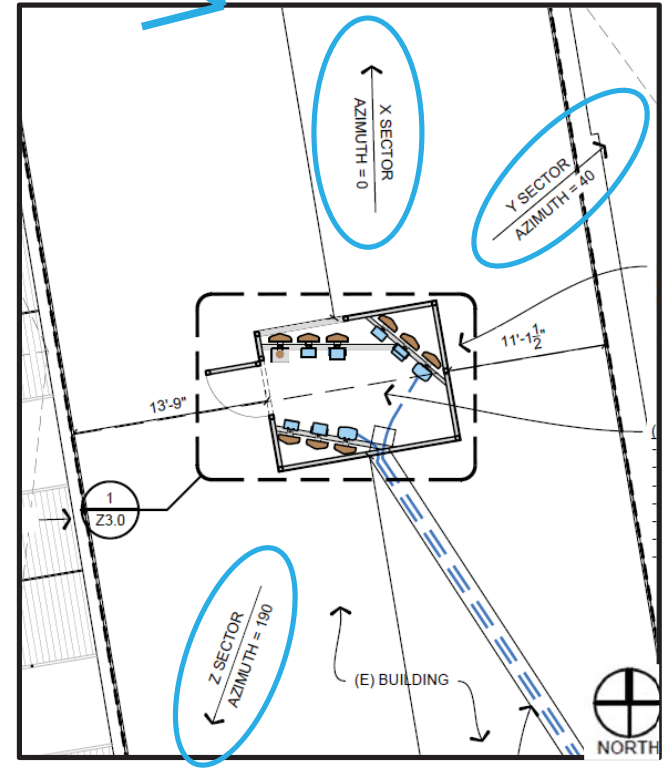 X SECTOR
AZIMUTH = 0
Y SECTOR
AZIMUTH = 40
11'-1½"
13'-9"
1
Z3.0
Z SECTOR
AZIMUTH = 190
(E) BUILDING
NORTH
(